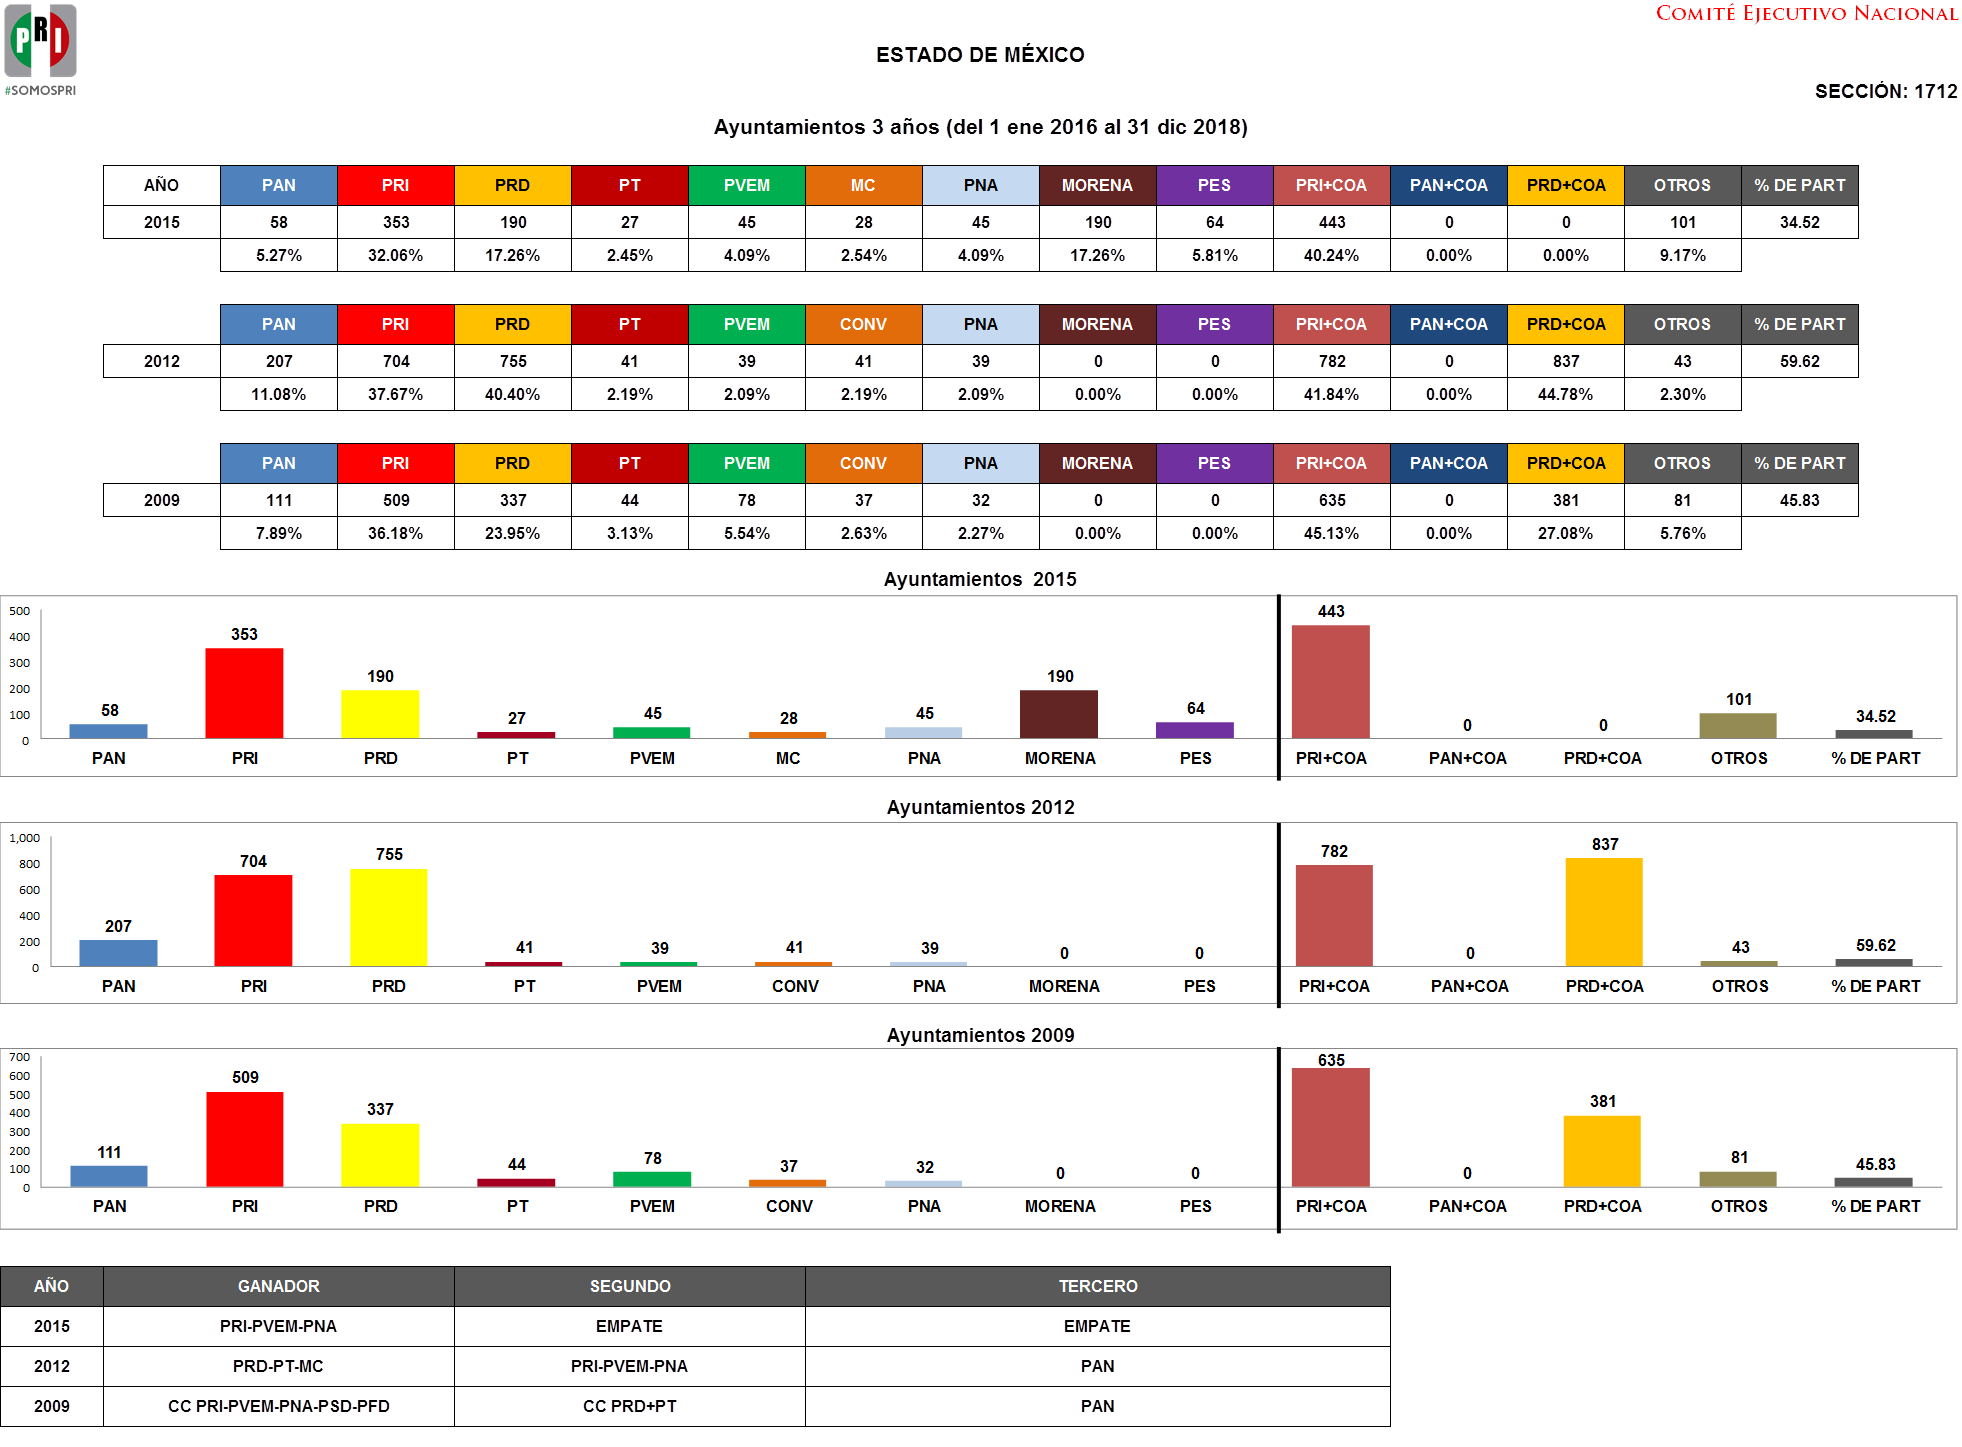 COMITÉ EJECUTIVO NACIONAL
PRI
#SOMOSPRI
ESTADO DE MÉXICO
SECCIÓN: 1712
Ayuntamientos 3 años (del 1 ene 2016 al 31 dic 2018)
AÑO PAN PRI PRD PT PVEM MC PNA MORENA PES PRI+COA PAN+COA PRD+COA OTROS % DE PART
2015 58 353 190 27 45 28 45 190 64 443 0 0 101 34.52
5.27% 32.06% 17.26% 2.45% 4.09% 2.54% 4.09% 17.26% 5.81% 40.24% 0.00% 0.00% 9.17%
PAN PRI PRD PT PVEM CONV PNA MORENA PES PRI+COA PAN+COA PRD+COA OTROS % DE PART
2012 207 704 755 41 39 41 39 0 0 782 0 837 43 59.62
11.08% 37.67% 40.40% 2.19% 2.09% 2.19% 2.09% 0.00% 0.00% 41.84% 0.00% 44.78% 2.30%
PAN PRI PRD PT PVEM CONV PNA MORENA PES PRI+COA PAN+COA PRD+COA OTROS % DE PART
2009 111 509 337 44 78 37 32 0 0 635 0 381 81 45.83
7.89% 36.18% 23.95% 3.13% 5.54% 2.63% 2.27% 0.00% 0.00% 45.13% 0.00% 27.08% 5.76%
Ayuntamientos 2015
500
400
300
200
100
0
58 353 190 27 45 28 45 190 64 443 0 0 101 34.52
PAN PRI PRD PT PVEM MC PNA MORENA PES PRI+COA PAN+COA PRD+COA OTROS % DE PART
Ayuntamientos 2012
1,000
800
600
400
200
0
207 704 755 41 39 41 39 0 0 782 0 837 43 59.62
PAN PRI PRD PT PVEM CONV PNA MORENA PES PRI+COA PAN+COA PRD+COA OTROS % DE PART
Ayuntamientos 2009
700
600
500
400
300
200
100
0
111 509 337 44 78 37 32 0 0 635 0 381 81 45.83
PAN PRI PRD PT PVEM CONV PNA MORENA PES PRI+COA PAN+COA PRD+COA OTROS % DE PART
AÑO GANADOR SEGUNDO TERCERO
2015 PRI-PVEM-PNA EMPATE EMPATE
2012 PRD-PT-MC PRI-PVEM-PNA PAN
2009 CC PRI-PVEM-PNA-PSD-PFD CC PRD+PT PAN